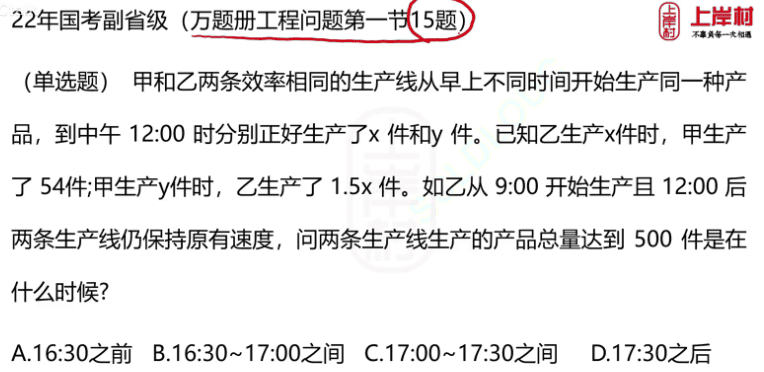 22年国考副省级（万题册工程问题第一节15题）
上岸村
上岸村
不辜负每一次相遇
（单选题） 甲和乙两条效率相同的生产线从早上不同时间开始生产同一种产
品，到中午 12:00 时分别正好生产了x 件和y 件。已知乙生产x件时，甲生产
了 54件;甲生产y件时，乙生产了 1.5x 件。如乙从 9:00 开始生产且 12:00 后
两条生产线仍保持原有速度，问两条生产线生产的产品总量达到 500 件是在
什么时候?
A.16:30之前 B.16:30~17:00之间 C.17:00~17:30之间 D.17:30之后